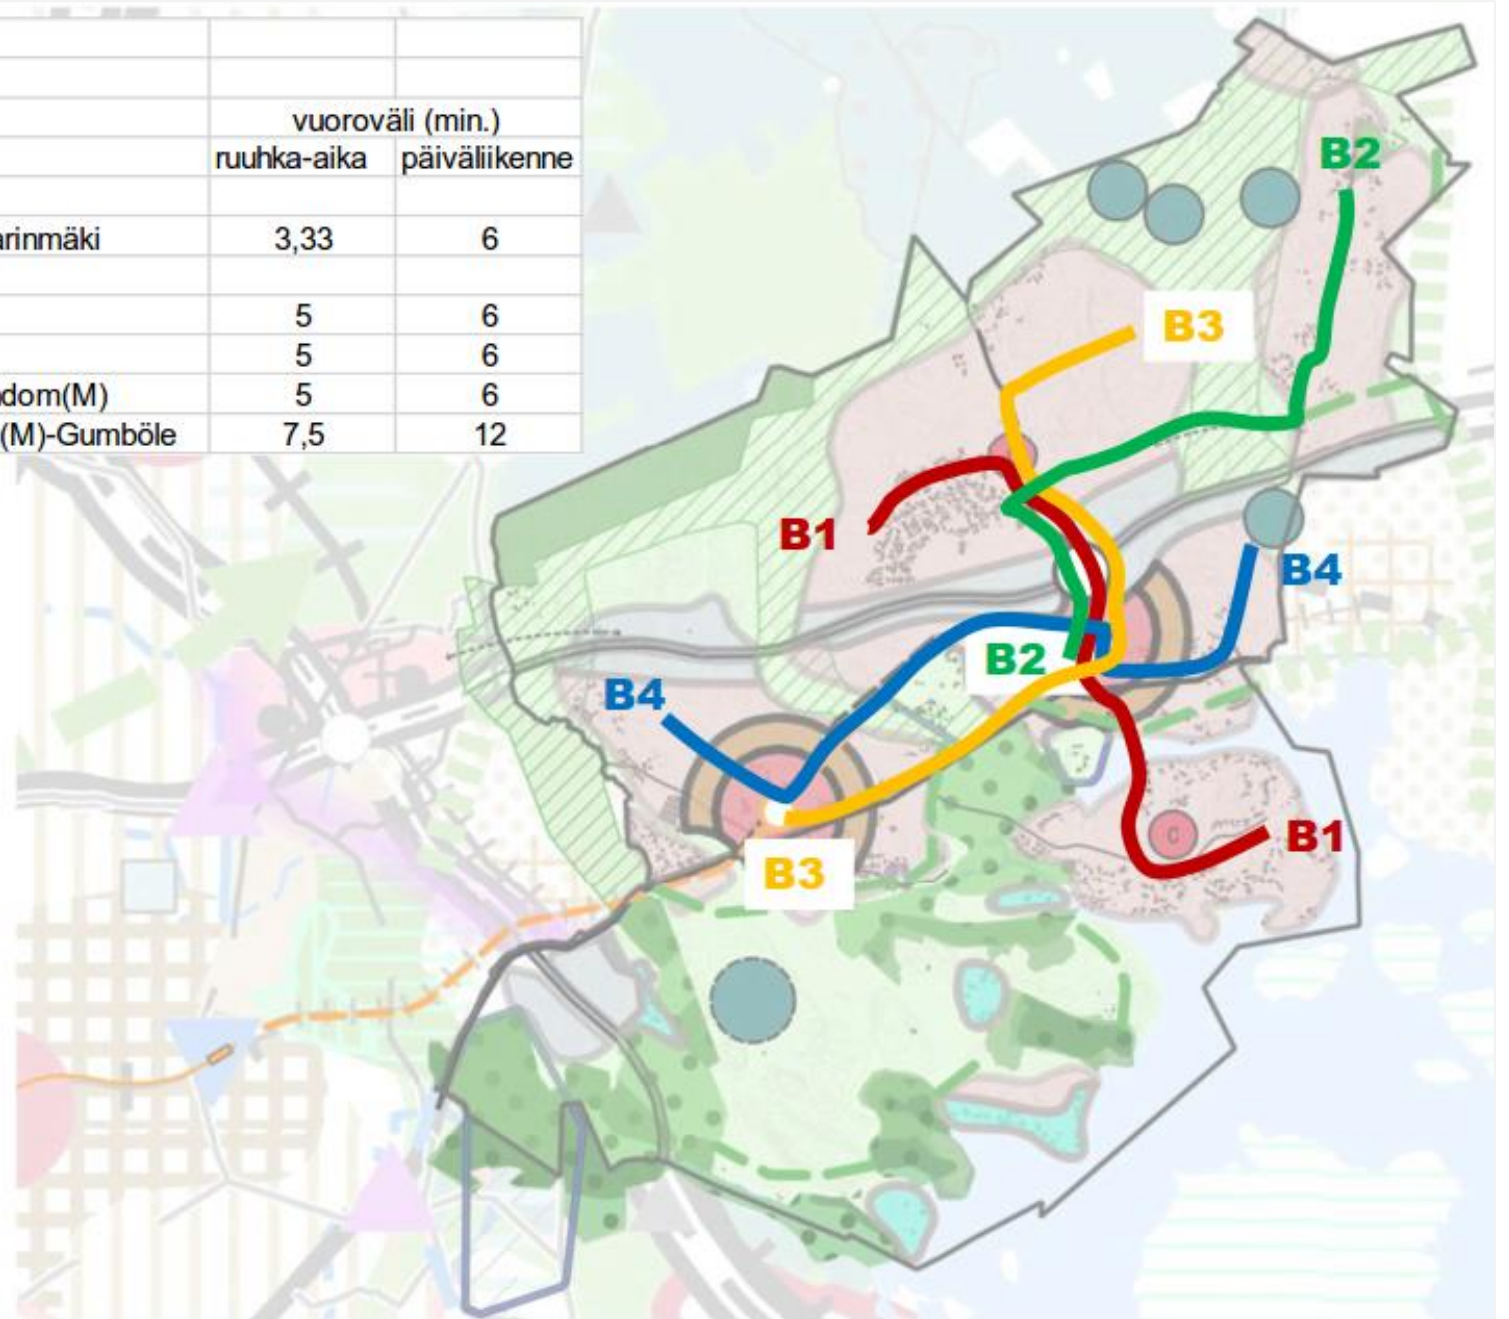 vuoroväli (min.)
ruuhka-aika päiväliikenne
arinmäki 3,33 6
5 6
5 6
dom(M) 5 6
(M)-Gumböle 7,5 12
B2
B3
B1
B4
B2
B4
B1
B3
C